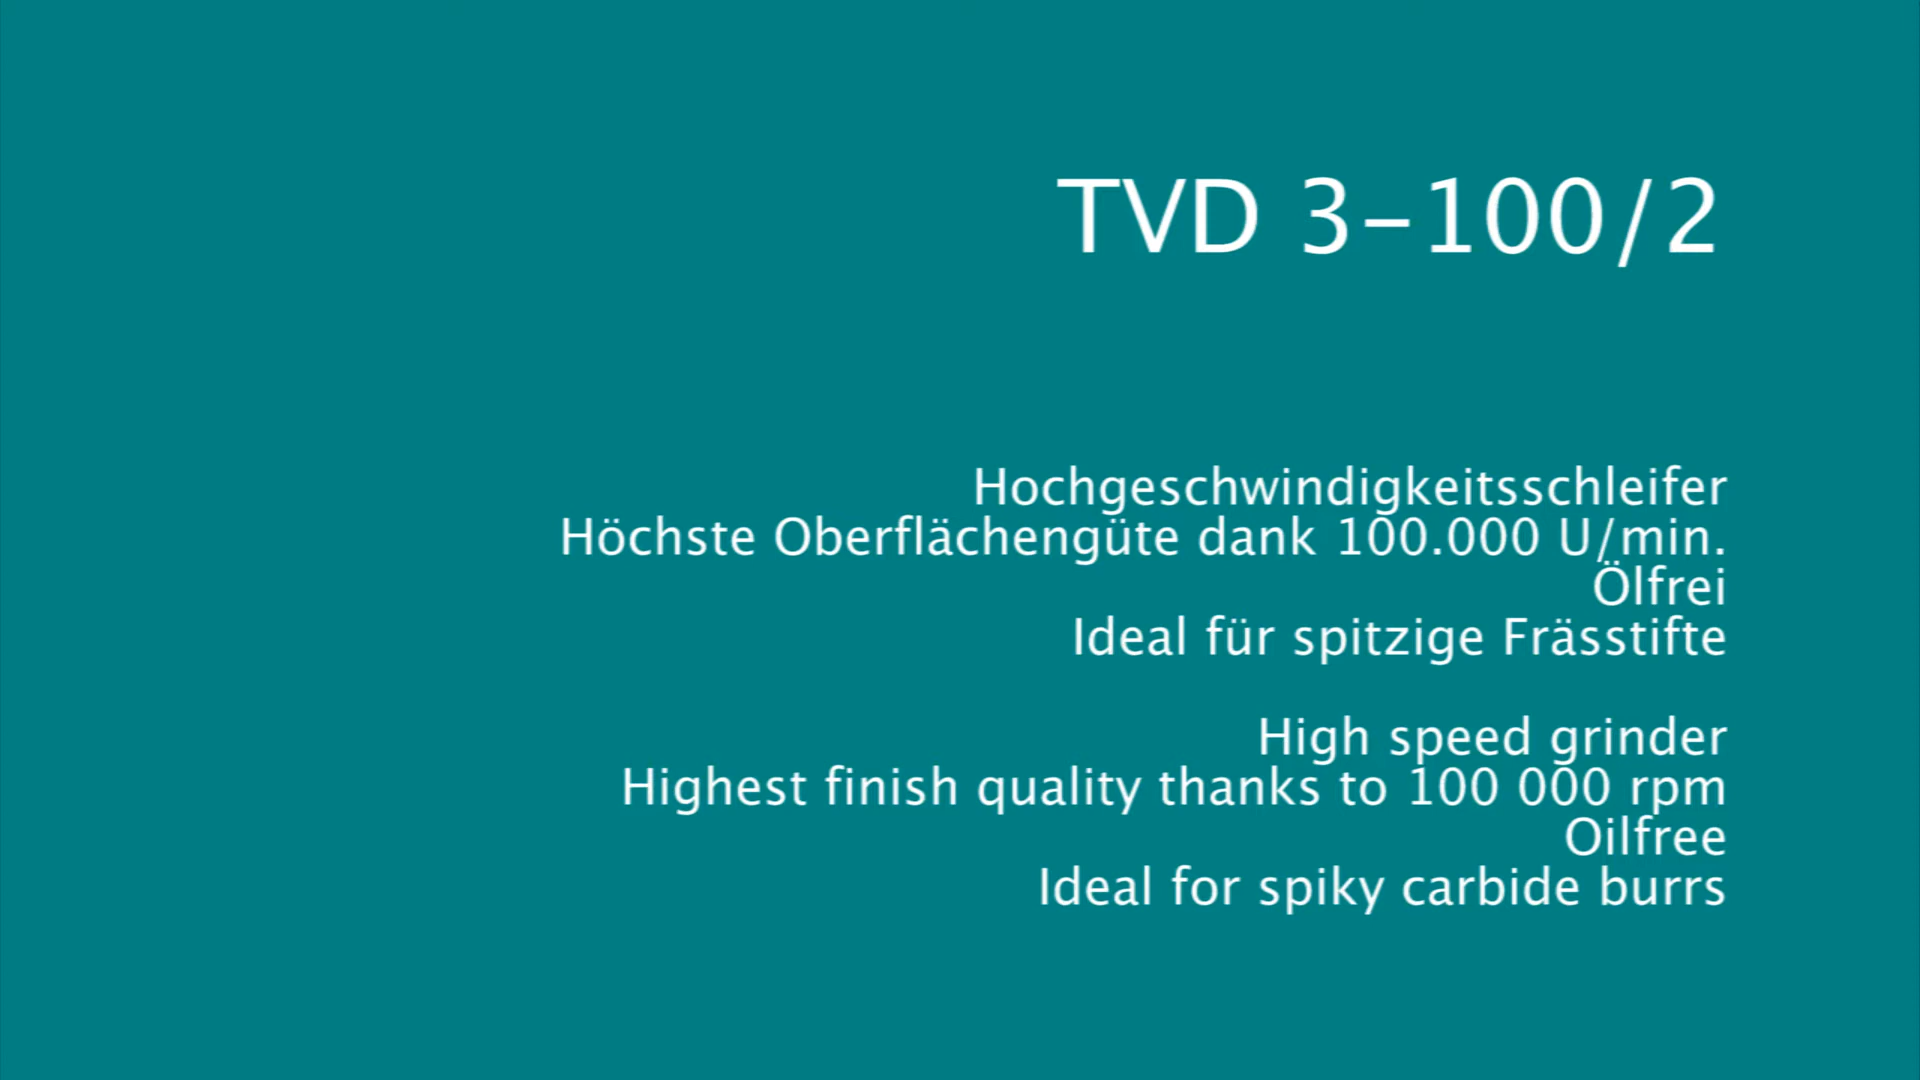 TVD 3-100/2
Hochgeschwindigkeitsschleifer
Höchste Oberflächengüte dank 100.000 U/min.
Ölfrei
Ideal für spitzige Frässtifte
High speed grinder
Highest finish quality thanks to 100 000 rpm
Oilfree
Ideal for spiky carbide burrs